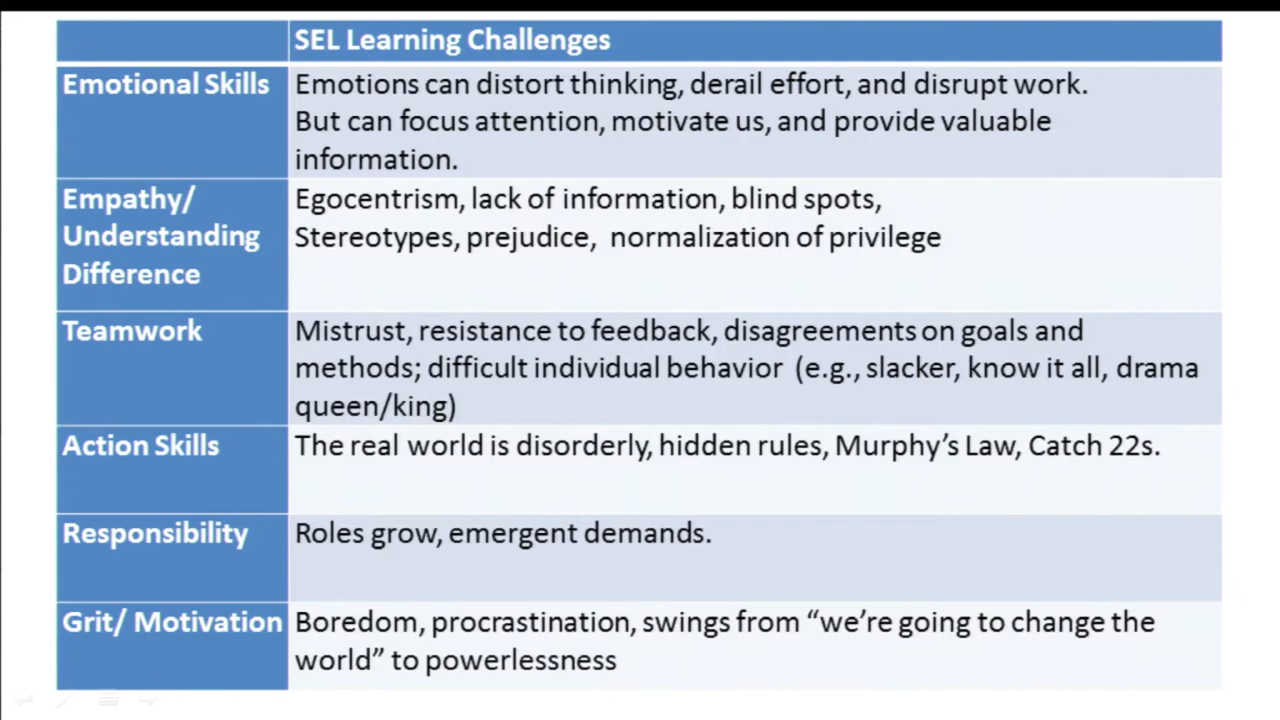 SEL Learning Challenges
Emotional Skills
Emotions can distort thinking, derail effort, and disrupt work.
But can focus attention, motivate us, and provide valuable
information.
Empathy/
Understanding
Difference
Egocentrism, lack of information, blind spots,
Stereotypes, prejudice, normalization of privilege
Teamwork
Mistrust, resistance to feedback, disagreements on goals and
methods; difficult individual behavior (e.g., slacker, know it all, drama
queen/king)
Action Skills
The real world is disorderly, hidden rules, Murphy’s Law, Catch 22s.
Responsibility
Roles grow, emergent demands.
Grit/ Motivation
Boredom, procrastination, swings from “we’re going to change the
world” to powerlessness